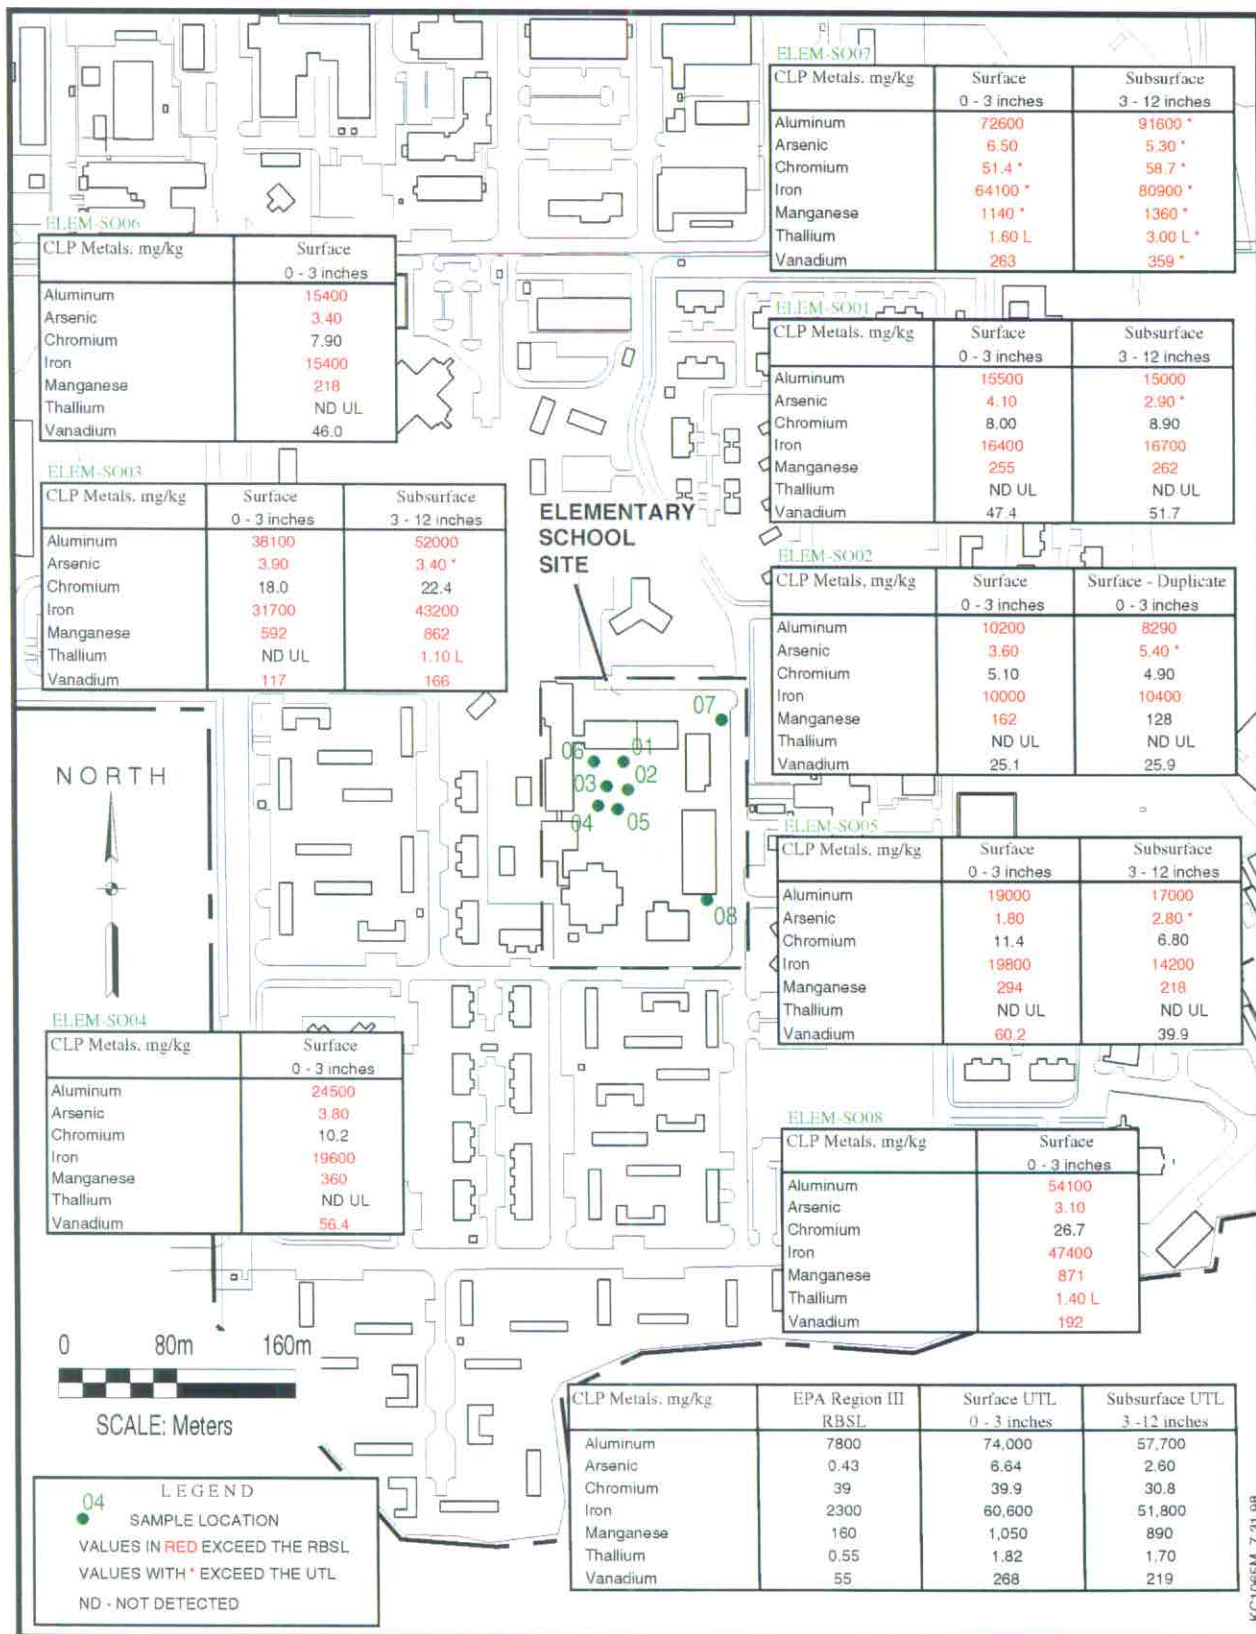 ELEM-SO07
CLP Metals, mg/kg Surface Subsurface
0 - 3 inches 3 - 12 inches
Aluminum 72600 91600 *
Arsenic 6.50 5.30 *
Chromium 51.4 * 58.7 *
Iron 64100 * 80900 *
Manganese 1140 * 1360 *
Thallium 1.60 L 3.00 L *
Vanadium 263 359 *
ELEM-SO06
CLP Metals, mg/kg Surface
0 - 3 inches
Aluminum 15400
Arsenic 3.40
Chromium 7.90
Iron 15400
Manganese 218
Thallium ND UL
Vanadium 46.0
ELEM-SO01
CLP Metals, mg/kg Surface Subsurface
0 - 3 inches 3 - 12 inches
Aluminum 15500 15000
Arsenic 4.10 2.90 *
Chromium 8.00 8.90
Iron 16400 16700
Manganese 255 262
Thallium ND UL ND UL
Vanadium 47.4 51.7
ELEM-SO03
CLP Metals, mg/kg Surface Subsurface
0 - 3 inches 3 - 12 inches
Aluminum 38100 52000
Arsenic 3.90 3.40 *
Chromium 18.0 22.4
Iron 31700 43200
Manganese 592 862
Thallium ND UL 1.10 L
Vanadium 117 166
ELEMENTARY
SCHOOL
SITE
ELEM-SO02
CLP Metals, mg/kg Surface Surface - Duplicate
0 - 3 inches 0 - 3 inches
Aluminum 10200 8290
Arsenic 3.60 5.40 *
Chromium 5.10 4.90
Iron 10000 10400
Manganese 162 128
Thallium ND UL ND UL
Vanadium 25.1 25.9
07
06 01
03 02
04 05
08
NORTH
ELEM-SO05
CLP Metals, mg/kg Surface Subsurface
0 - 3 inches 3 - 12 inches
Aluminum 19000 17000
Arsenic 1.80 2.80 *
Chromium 11.4 6.80
Iron 19800 14200
Manganese 294 218
Thallium ND UL ND UL
Vanadium 60.2 39.9
ELEM-SO04
CLP Metals, mg/kg Surface
0 - 3 inches
Aluminum 24500
Arsenic 3.80
Chromium 10.2
Iron 19600
Manganese 360
Thallium ND UL
Vanadium 56.4
ELEM-SO08
CLP Metals, mg/kg Surface
0 - 3 inches
Aluminum 54100
Arsenic 3.10
Chromium 26.7
Iron 47400
Manganese 871
Thallium 1.40 L
Vanadium 192
0 80m 160m
SCALE: Meters
CLP Metals, mg/kg EPA Region III Surface UTL Subsurface UTL
RBSL 0 - 3 inches 3 -12 inches
Aluminum 7800 74,000 57,700
Arsenic 0.43 6.64 2.60
Chromium 39 39.9 30.8
Iron 2300 60,600 51,800
Manganese 160 1,050 890
Thallium 0.55 1.82 1.70
Vanadium 55 268 219
LEGEND
04
SAMPLE LOCATION
VALUES IN RED EXCEED THE RBSL
VALUES WITH * EXCEED THE UTL
ND - NOT DETECTED